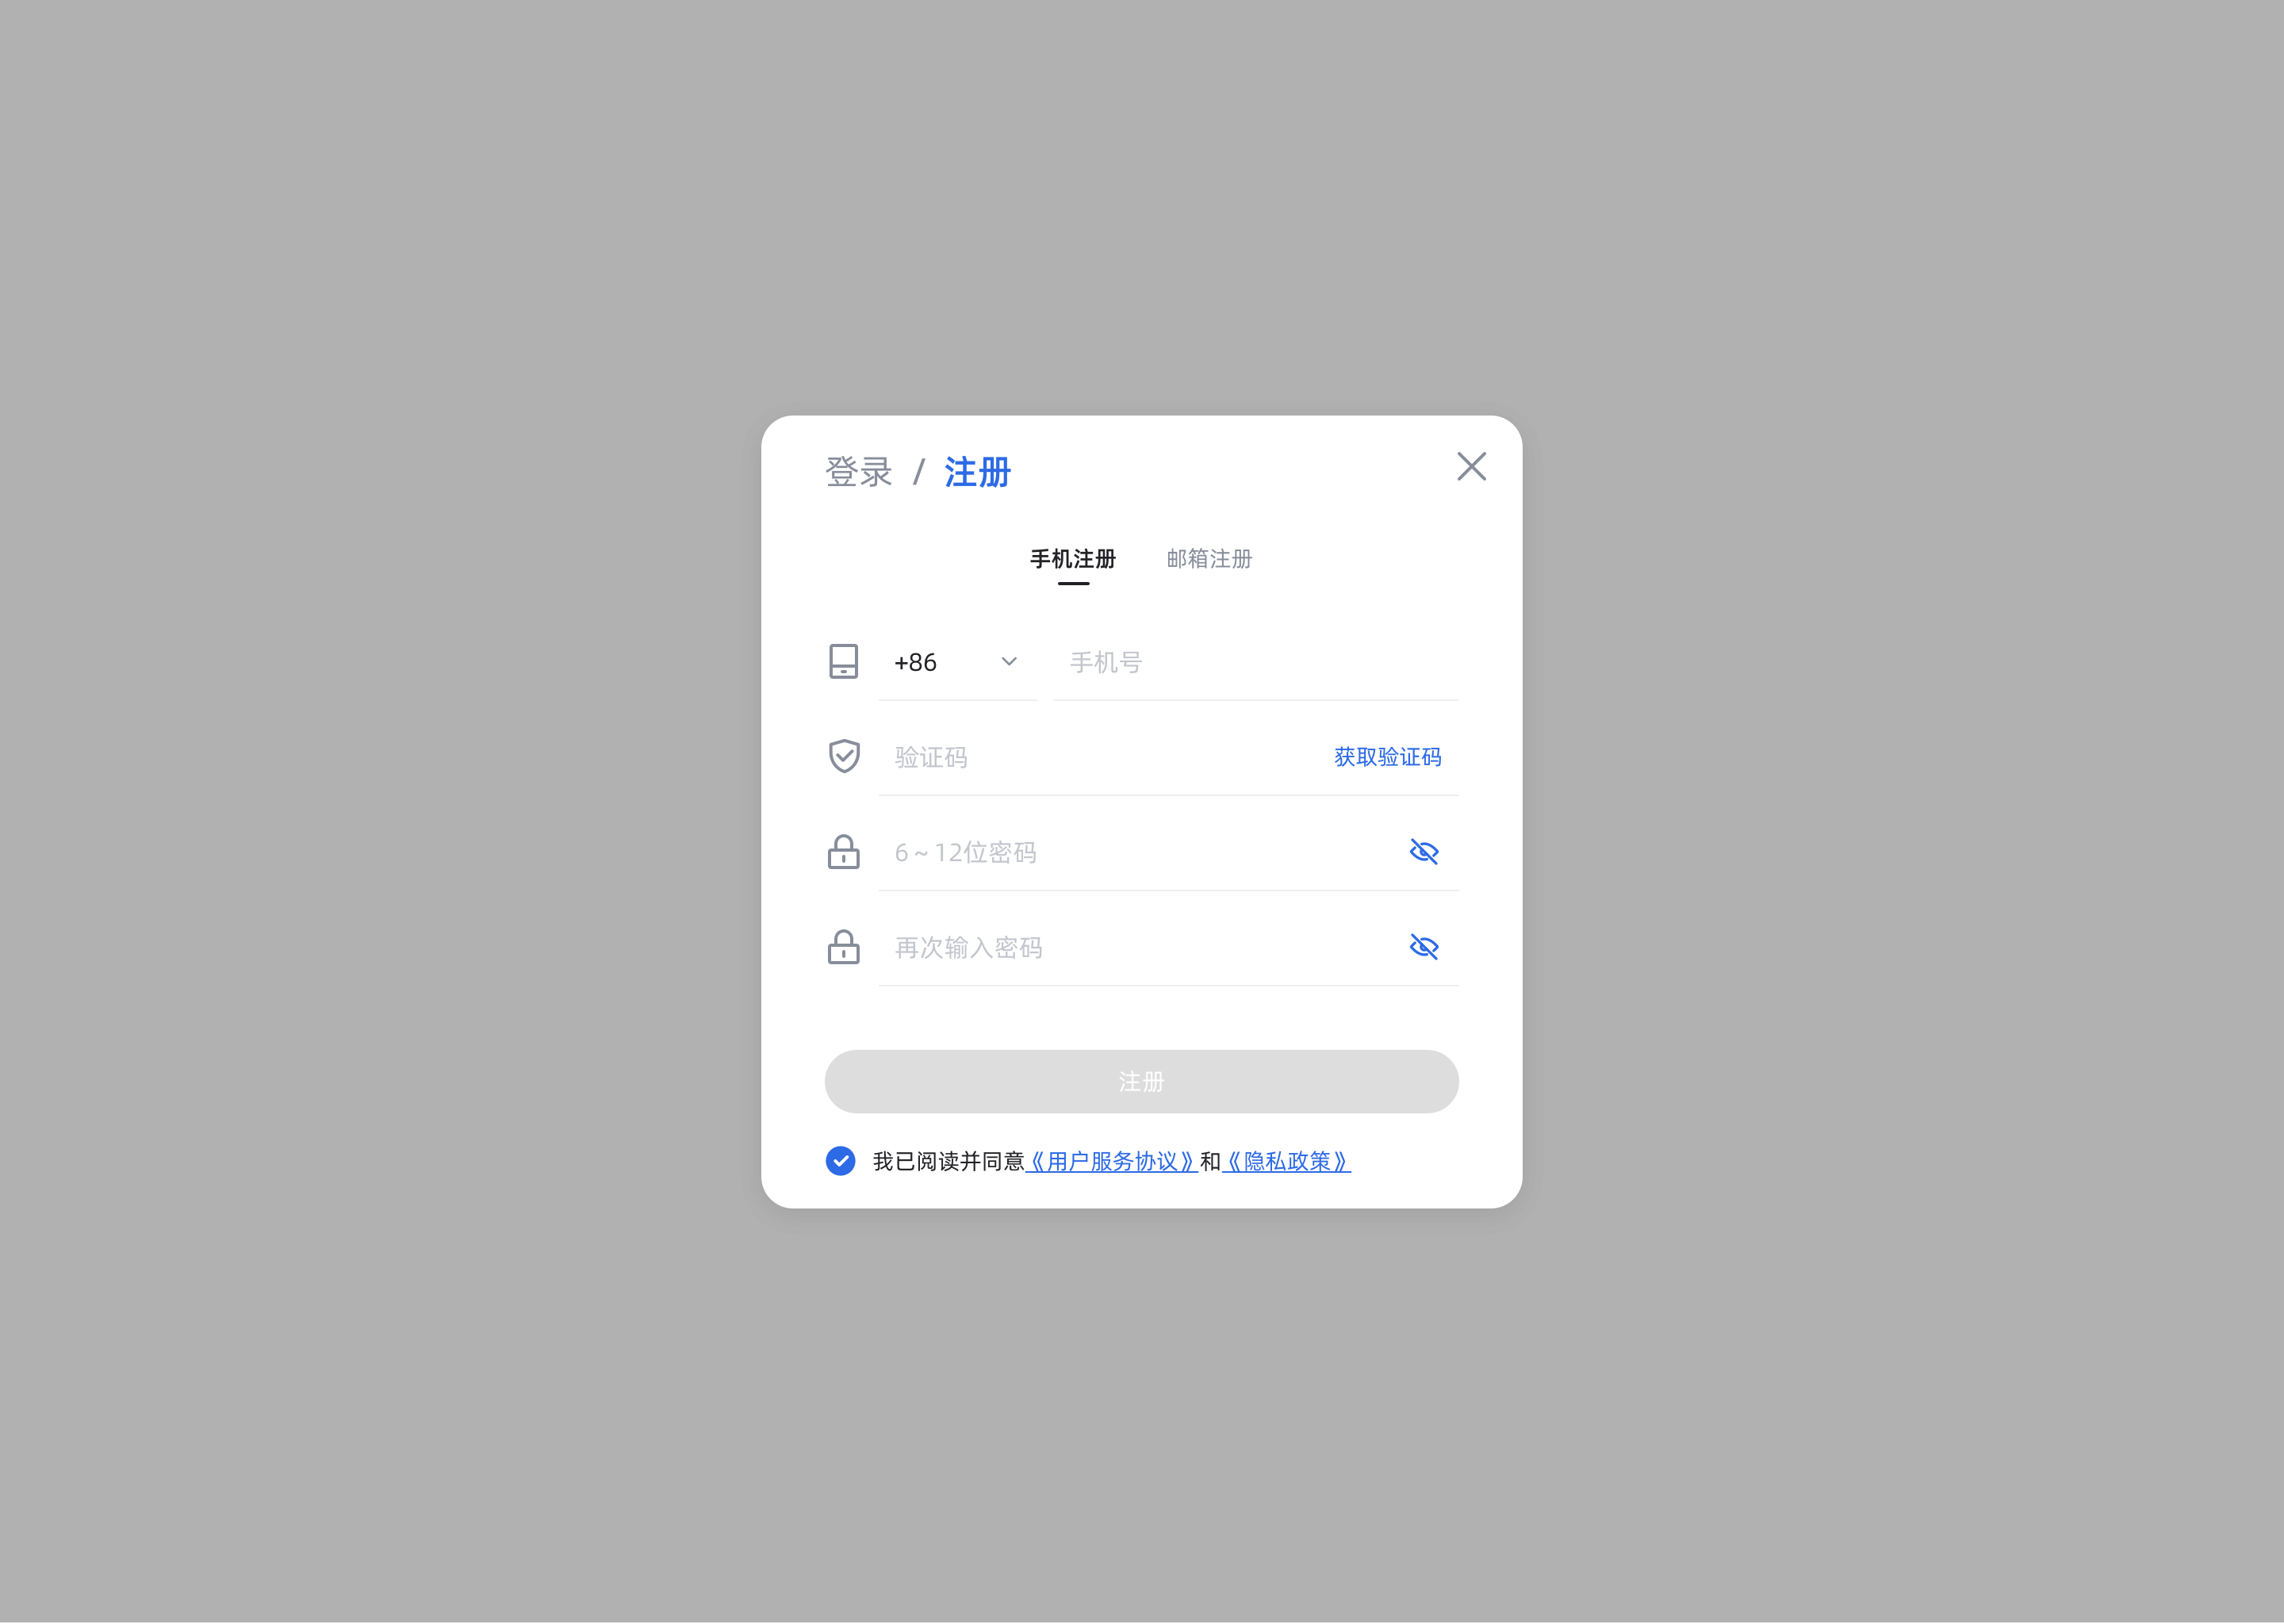 登录 / 注册
手机注册 邮箱注册
+86 手机号
验证码 获取验证码
6 ~ 12位密码
再次输入密码
注册
我已阅读并同意《用户服务协议》和《隐私政策》